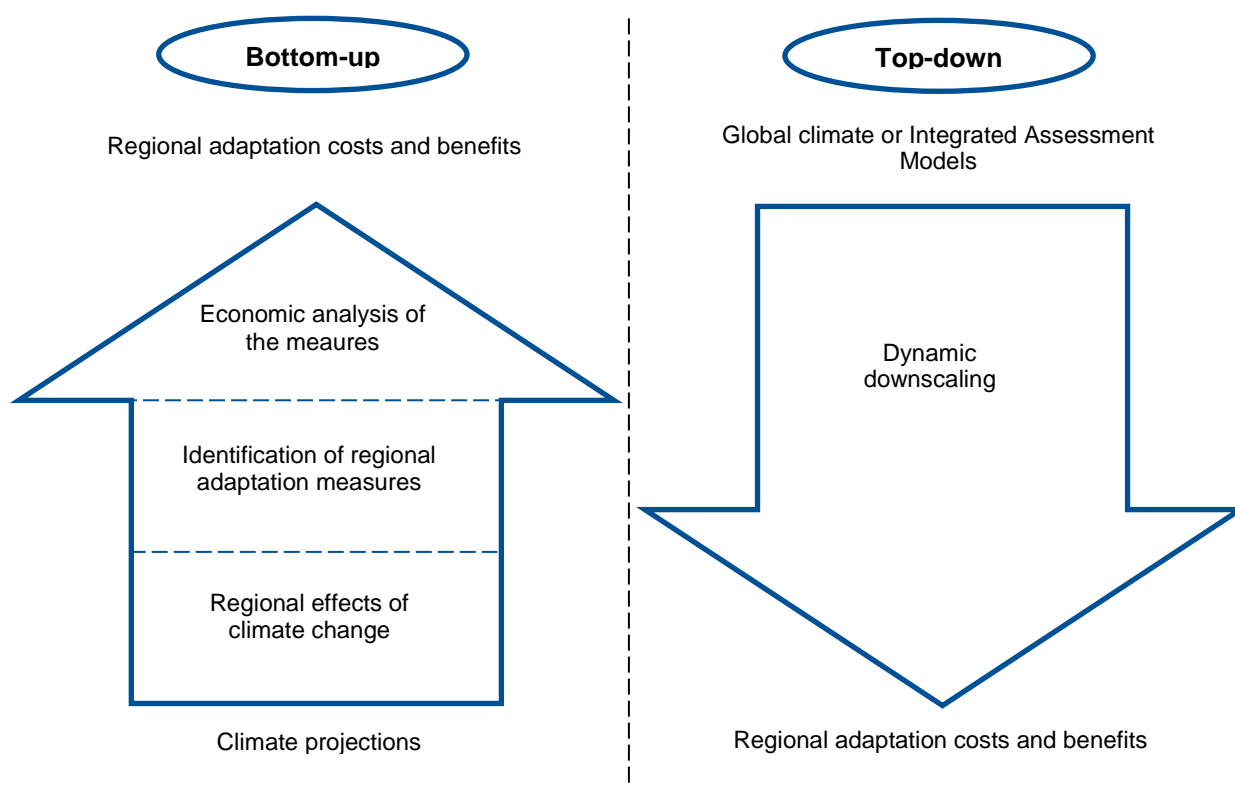 Bottom-up
Regional adaptation costs and benefits
Economic analysis of
the meaures
Identification of regional
adaptation measures
Regional effects of
climate change
Climate projections
Top-down
Global climate or Integrated Assessment
Models
Dynamic
downscaling
Regional adaptation costs and benefits